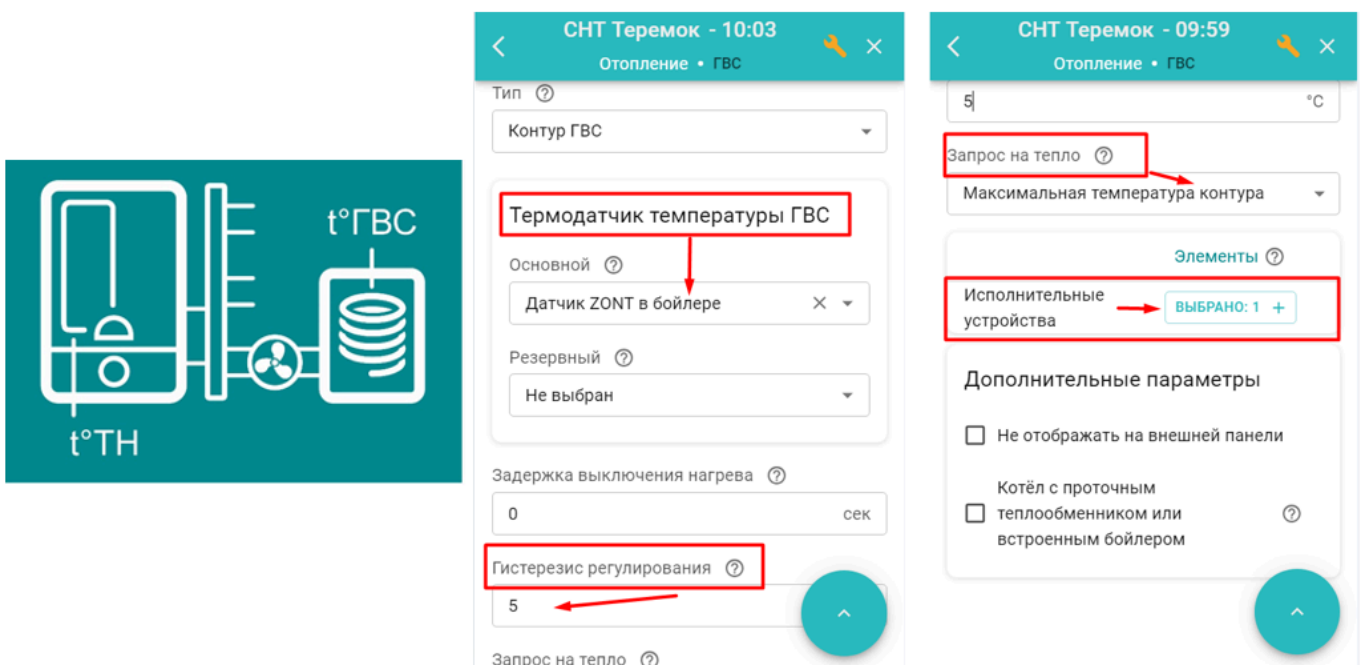 t°ГВС
t°ТН
СНТ Теремок - 10:03
Отопление • ГВС
Тип
Контур ГВС
Термодатчик температуры ГВС
Основной
Датчик ZONT в бойлере
Резервный
Не выбран
Задержка выключения нагрева
0 сек
Гистерезис регулирования
5
Запрос на тепло
СНТ Теремок - 09:59
Отопление • ГВС
5 °C
Запрос на тепло
Максимальная температура контура
Элементы
Исполнительные
устройства
ВЫБРАНО: 1 +
Дополнительные параметры
Не отображать на внешней панели
Котёл с проточным
теплообменником или
встроенным бойлером